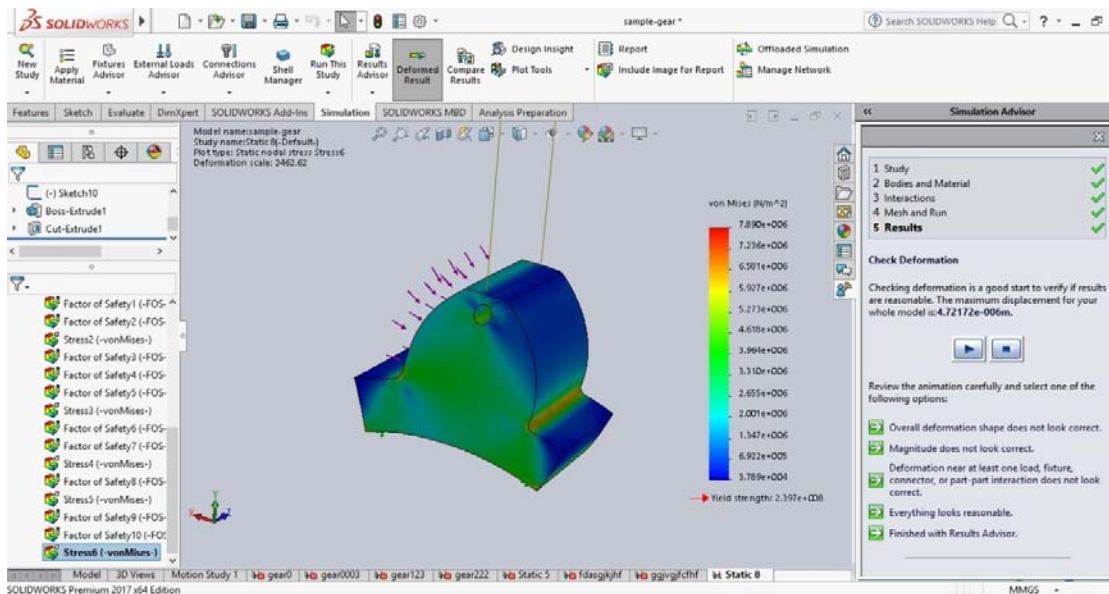 SOLIDWORKS
sample-gear *
Search SOLIDWORKS Help
New Study
Apply Material
Fixtures Advisor
External Loads Advisor
Connections Advisor
Shell Manager
Run This Study
Results Advisor
Deformed Result
Compare Results
Design Insight
Plot Tools
Report
Include Image for Report
Offloaded Simulation
Manage Network
Features Sketch Evaluate DimXpert SOLIDWORKS Add-Ins Simulation SOLIDWORKS MBD Analysis Preparation
(-) Sketch10
Boss-Extrude1
Cut-Extrude1
Factor of Safety1 (-FOS-
Factor of Safety2 (-FOS-
Stress2 (-vonMises-)
Factor of Safety3 (-FOS-
Factor of Safety4 (-FOS-
Factor of Safety5 (-FOS-
Stress3 (-vonMises-)
Factor of Safety6 (-FOS-
Factor of Safety7 (-FOS-
Stress4 (-vonMises-)
Factor of Safety8 (-FOS-
Stress5 (-vonMises-)
Factor of Safety9 (-FOS-
Factor of Safety10 (-FOS
Stress6 (-vonMises-)
Model name:sample-gear
Study name:Static 8(-Default-)
Plot type: Static nodal stress Stress6
Deformation scale: 2462.62
von Mises (N/m^2)
7.890e+006
7.236e+006
6.581e+006
5.927e+006
5.273e+006
4.618e+006
3.964e+006
3.310e+006
2.655e+006
2.001e+006
1.347e+006
6.922e+005
3.789e+004
Yield strength: 2.397e+008
Simulation Advisor
1 Study
2 Bodies and Material
3 Interactions
4 Mesh and Run
5 Results
Check Deformation
Checking deformation is a good start to verify if results
are reasonable. The maximum displacement for your
whole model is:4.72172e-006m.
Review the animation carefully and select one of the
following options:
Overall deformation shape does not look correct.
Magnitude does not look correct.
Deformation near at least one load, fixture,
connector, or part-part interaction does not look
correct.
Everything looks reasonable.
Finished with Results Advisor.
Model 3D Views Motion Study 1 gear0 gear0003 gear123 gear222 Static 5 fdasgjkjhf Static 8
SOLIDWORKS Premium 2017 x64 Edition
MMGS